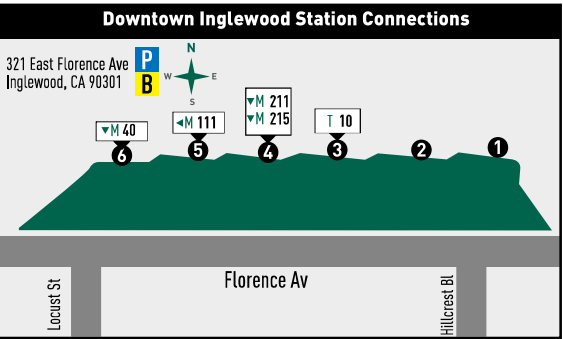 Downtown Inglewood Station Connections
321 East Florence Ave
Inglewood, CA 90301
P
B
N
W E
S
▼M 40
◀M 111
▼M 211
▼M 215
T 10
6 5 4 3 2 1
Florence Av
Locust St
Hillcrest Bl